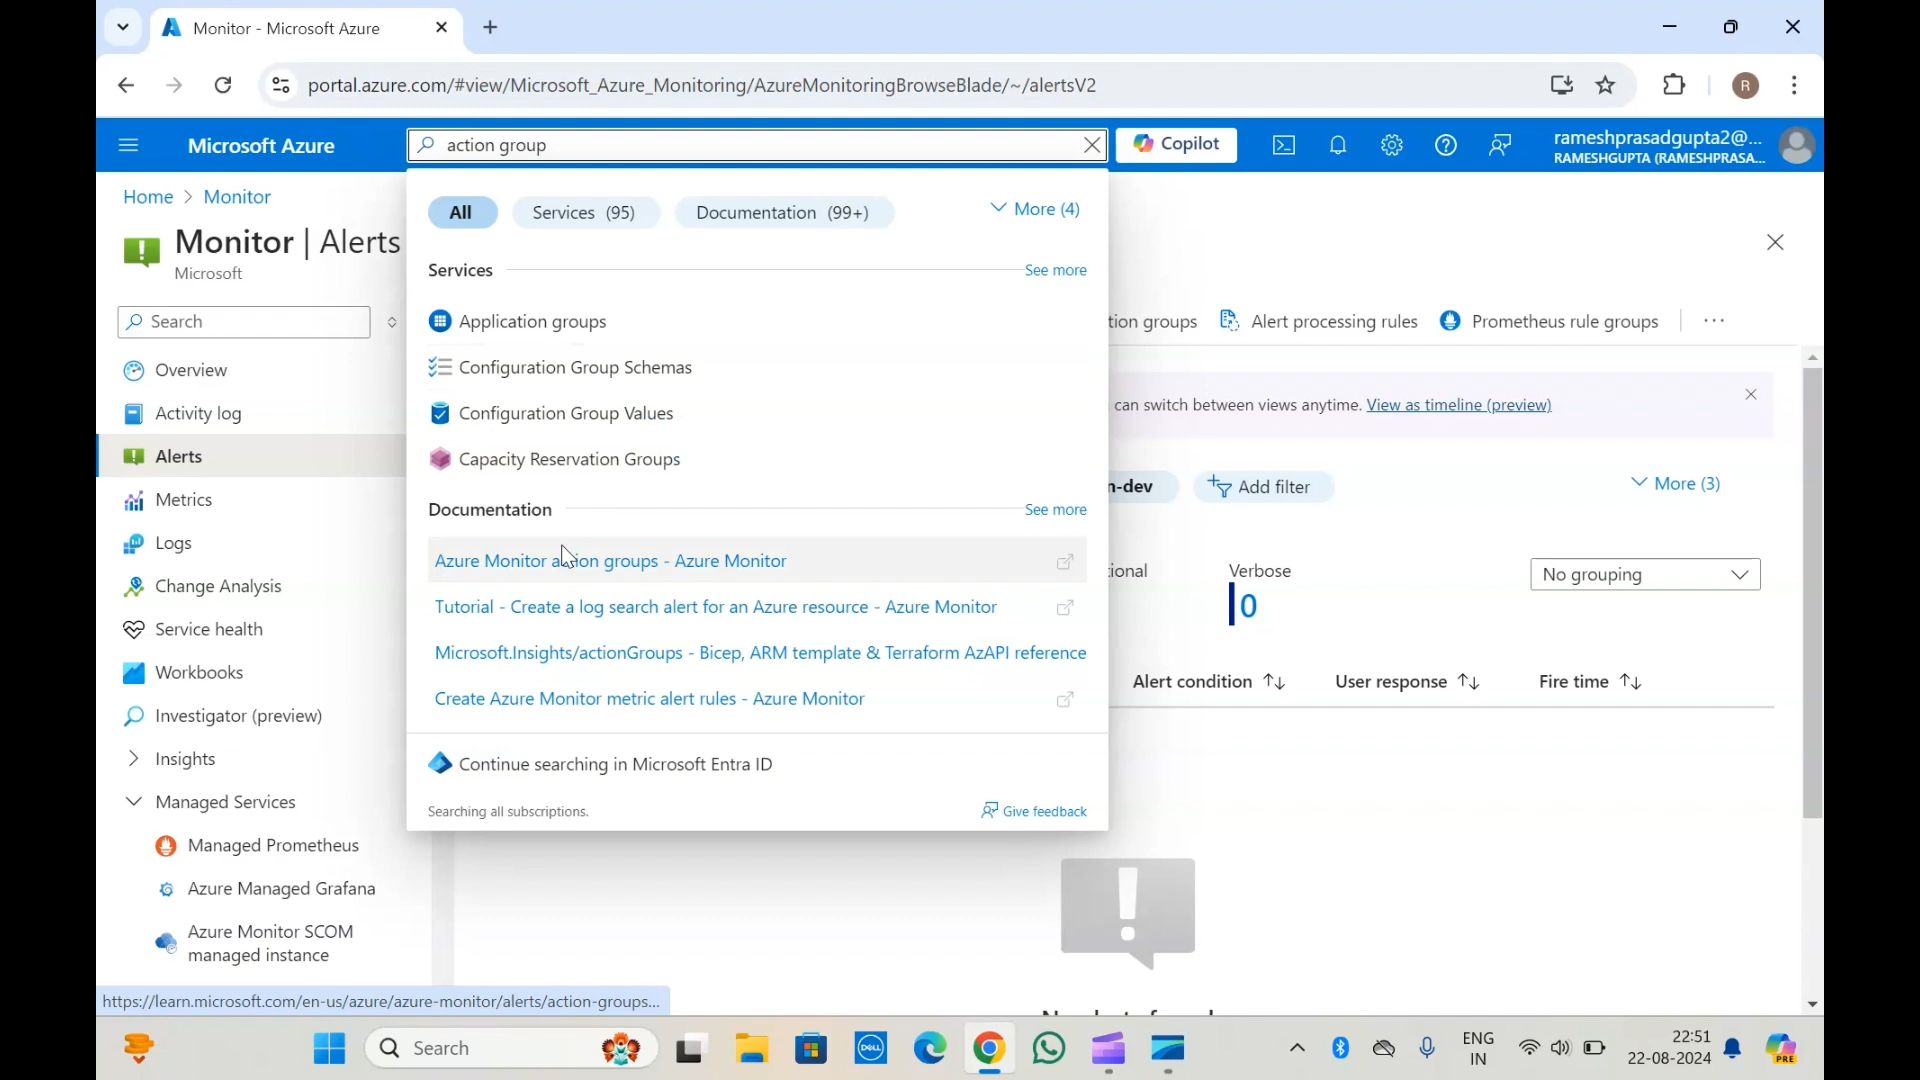 Monitor - Microsoft Azure
portal.azure.com/#view/Microsoft_Azure_Monitoring/AzureMonitoringBrowseBlade/~/alertsV2
R
Microsoft Azure
action group
Copilot
rameshprasadgupta2@...
RAMESHGUPTA (RAMESHPRASA...
Home > Monitor
Monitor | Alerts
Microsoft
Search
Overview
Activity log
Alerts
Metrics
Logs
Change Analysis
Service health
Workbooks
Investigator (preview)
Insights
Managed Services
Managed Prometheus
Azure Managed Grafana
Azure Monitor SCOM
managed instance
All
Services (95)
Documentation (99+)
More (4)
Services
See more
Application groups
Configuration Group Schemas
Configuration Group Values
Capacity Reservation Groups
Documentation
See more
Azure Monitor action groups - Azure Monitor
Tutorial - Create a log search alert for an Azure resource - Azure Monitor
Microsoft.Insights/actionGroups - Bicep, ARM template & Terraform AzAPI reference
Create Azure Monitor metric alert rules - Azure Monitor
Continue searching in Microsoft Entra ID
Searching all subscriptions.
Give feedback
tion groups
Alert processing rules
Prometheus rule groups
can switch between views anytime. View as timeline (preview)
n-dev
Add filter
More (3)
ional
Verbose
0
No grouping
Alert condition
User response
Fire time
https://learn.microsoft.com/en-us/azure/azure-monitor/alerts/action-groups...
Search
DELL
ENG
IN
22:51
22-08-2024
PRE